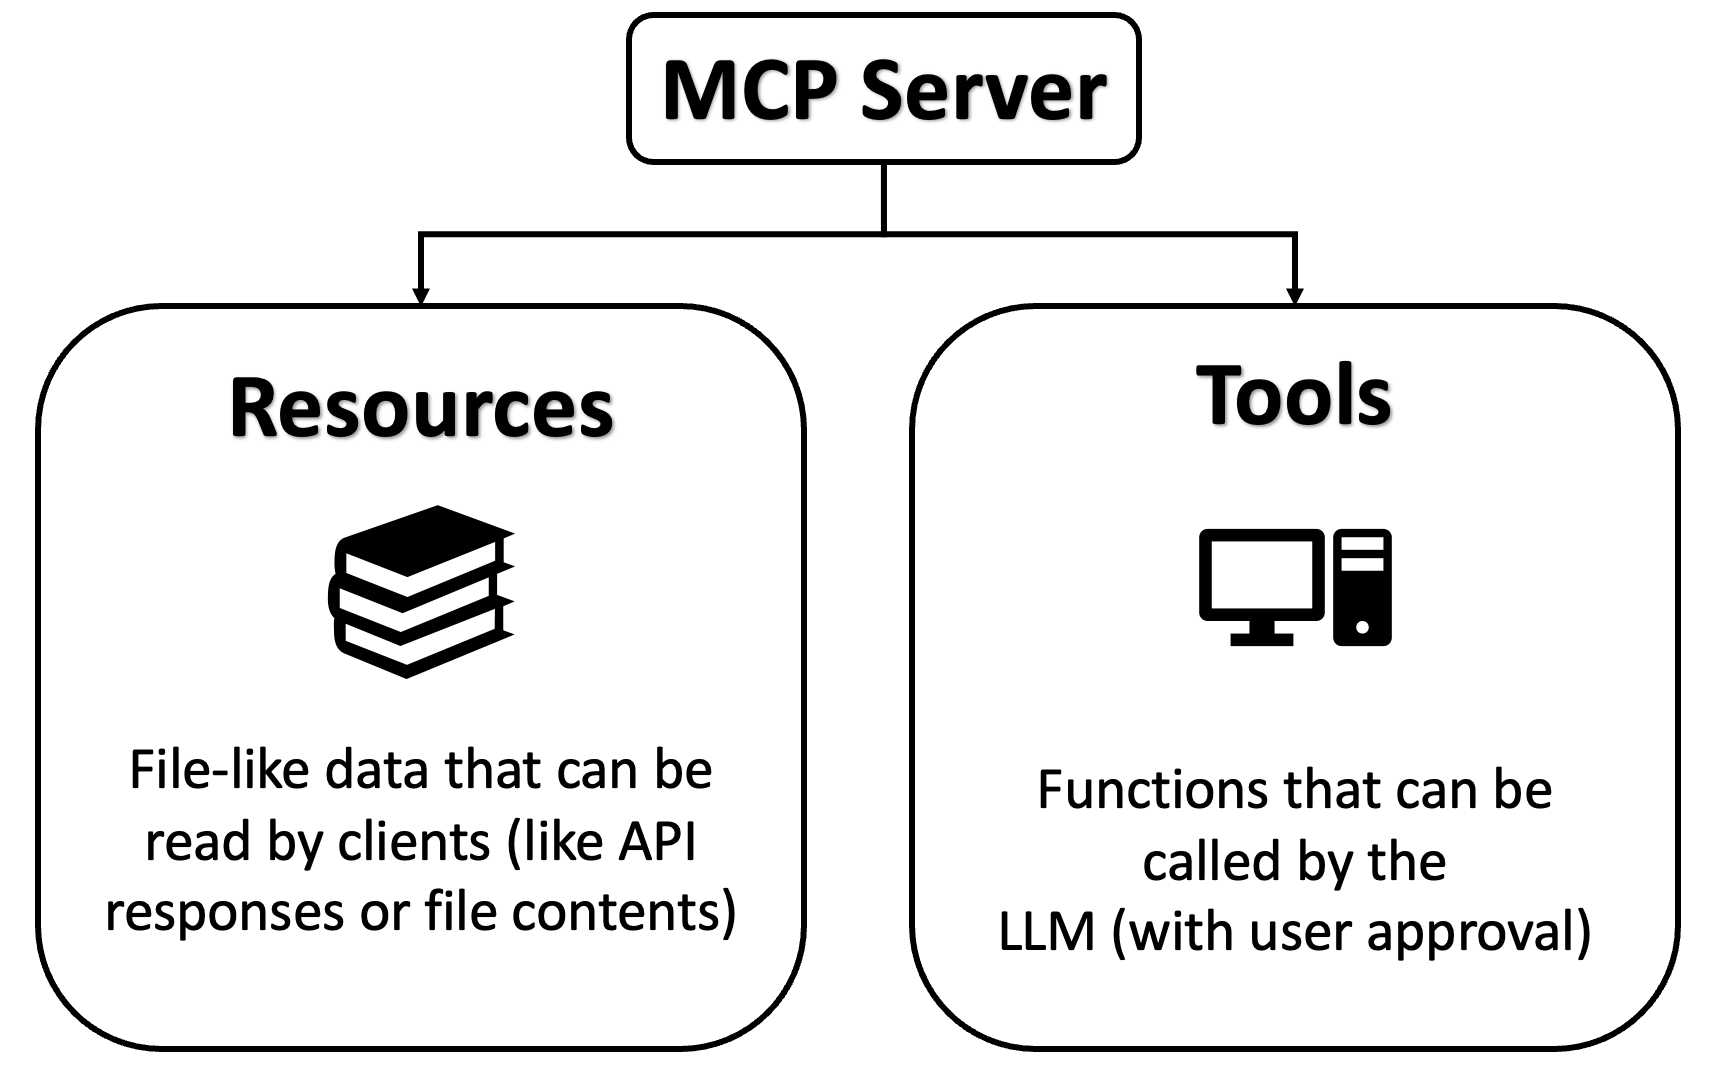 MCP Server
Resources
File-like data that can be
read by clients (like API
responses or file contents)
Tools
Functions that can be
called by the
LLM (with user approval)